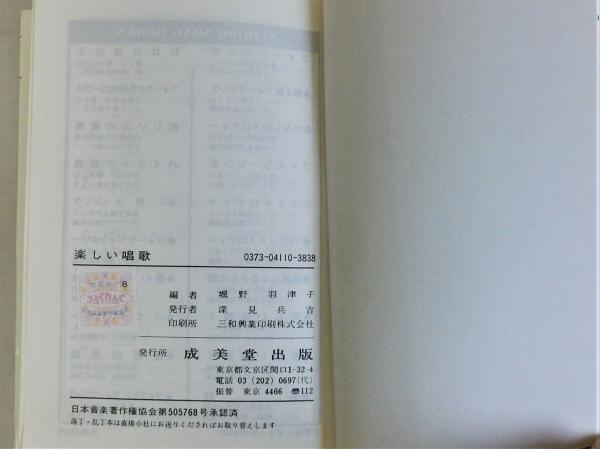 楽しい唱歌
0373-04110-3838
8
編者 堀野羽津子
発行者 深見兵吉
印刷所 三和興業印刷株式会社
発行所 成美堂出版
東京都文京区関口1-32-4
電話 03 (202) 0697(代)
振替 東京 4466 〠112
日本音楽著作権協会第505768号承認済
落丁・乱丁本は直接小社にお送りくださればお取り替えします